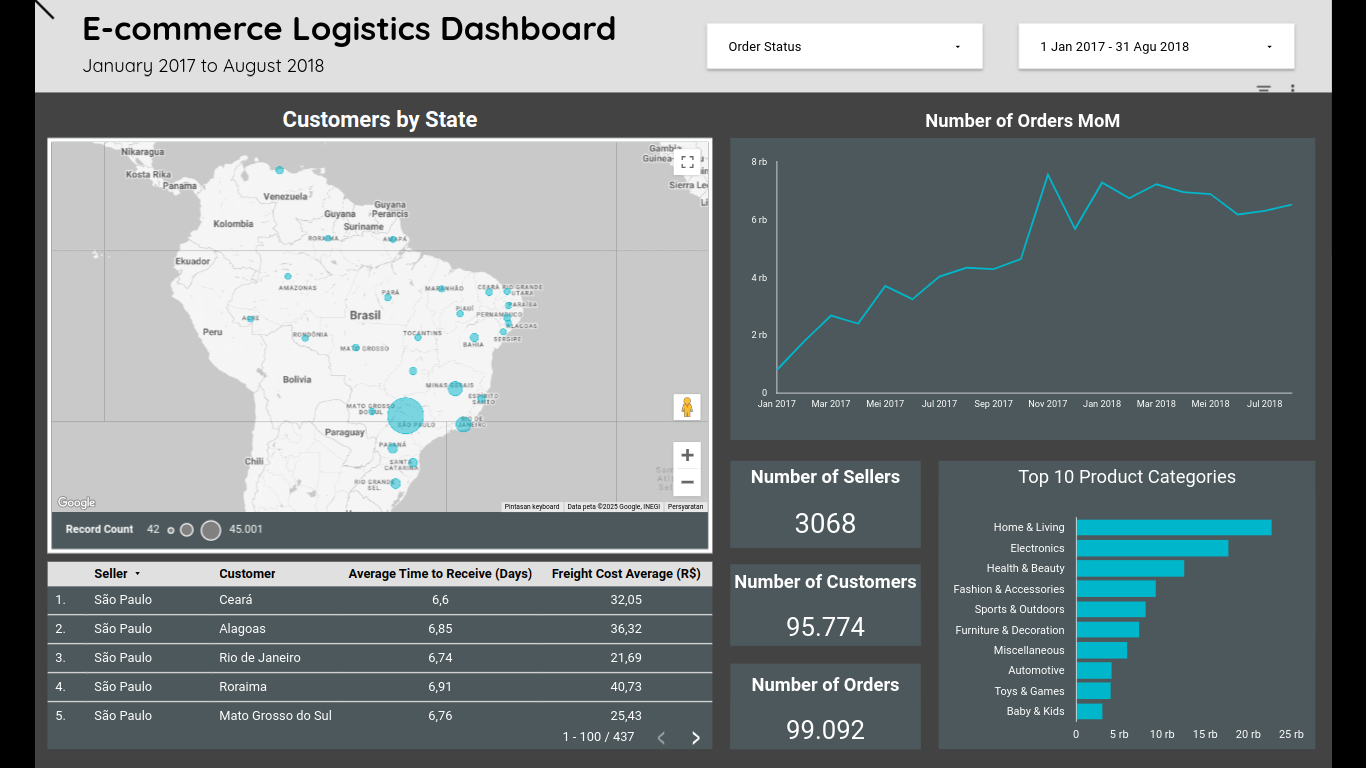 E-commerce Logistics Dashboard
January 2017 to August 2018
Order Status
1 Jan 2017 - 31 Agu 2018
Customers by State
Nikaragua
Kosta Rika
Panama
Venezuela
Guyana
Guyana Perancis
Suriname
Kolombia
RORAIMA
AMAPÁ
Ekuador
AMAZONAS
PARÁ
MARANHÃO
CEARÁ
RIO GRANDE
UTARA
PARAÍBA
PIAUÍ
PERNAMBUCO
ALAGOAS
SERGIPE
Brasil
ACRE
Peru
RONDÔNIA
TOCANTINS
BAHIA
MATO GROSSO
Bolivia
MINAS GERAIS
ESPIRITO
SANTO
MATO GROSSO
DO SUL
SÃO PAULO
RIO DE
JANEIRO
Paraguay
PARANÁ
Chili
SANTA
CATARINA
RIO GRANDE
SEL.
Gambia
Guinea-
Sierra Le
Li
Google
Pintasan keyboard
Data peta ©2025 Google, INEGI
Persyaratan
Record Count 42 45.001
Seller Customer Average Time to Receive (Days) Freight Cost Average (R$)
1. São Paulo Ceará 6,6 32,05
2. São Paulo Alagoas 6,85 36,32
3. São Paulo Rio de Janeiro 6,74 21,69
4. São Paulo Roraima 6,91 40,73
5. São Paulo Mato Grosso do Sul 6,76 25,43
1 - 100 / 437
Number of Orders MoM
8 rb
6 rb
4 rb
2 rb
0
Jan 2017 Mar 2017 Mei 2017 Jul 2017 Sep 2017 Nov 2017 Jan 2018 Mar 2018 Mei 2018 Jul 2018
Number of Sellers
3068
Number of Customers
95.774
Number of Orders
99.092
Top 10 Product Categories
Home & Living
Electronics
Health & Beauty
Fashion & Accessories
Sports & Outdoors
Furniture & Decoration
Miscellaneous
Automotive
Toys & Games
Baby & Kids
0 5 rb 10 rb 15 rb 20 rb 25 rb